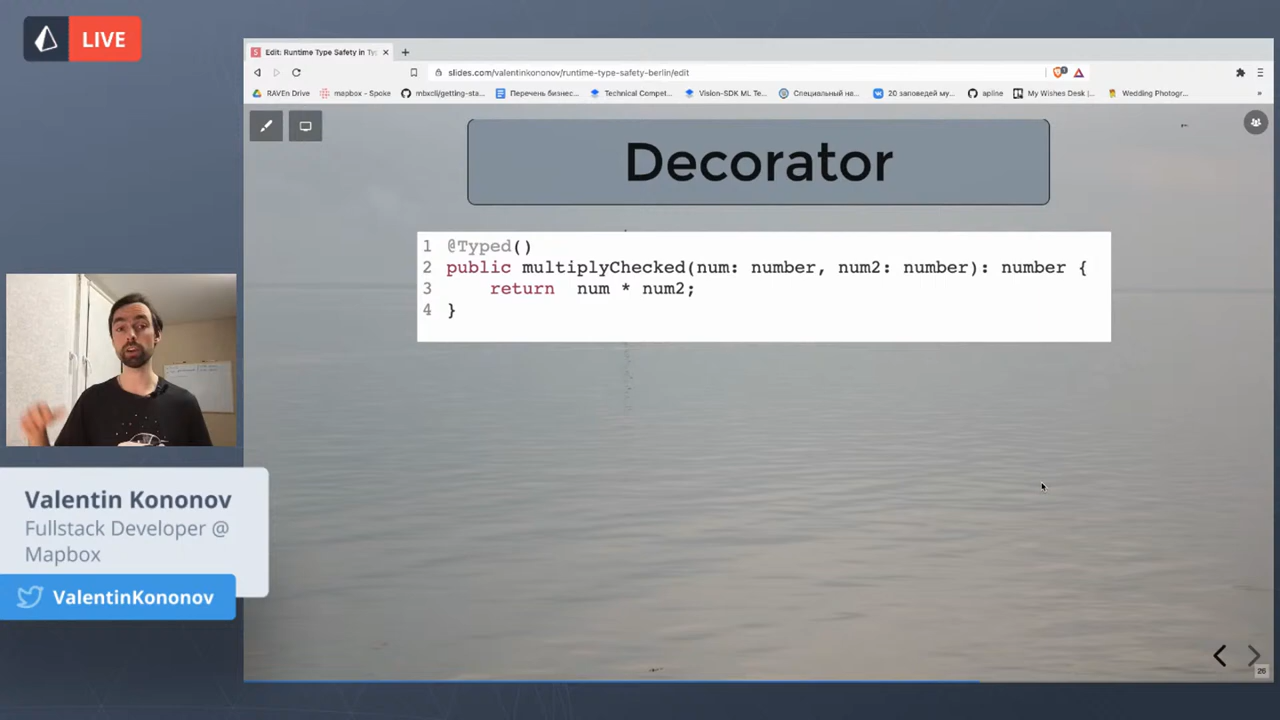 LIVE
Edit: Runtime Type Safety in Ty
slides.com/valentinkononov/runtime-type-safety-berlin/edit
RAVEn Drive
mapbox - Spoke
mbxcli/getting-sta...
Перечень бизнес...
Technical Compet...
Vision-SDK ML Te...
Специальный на...
20 заповедей му...
apline
My Wishes Desk |...
Wedding Photogr...
»
Decorator
1 @Typed()
2 public multiplyChecked(num: number, num2: number): number {
3 return num * num2;
4 }
Valentin Kononov
Fullstack Developer @
Mapbox
ValentinKononov
26